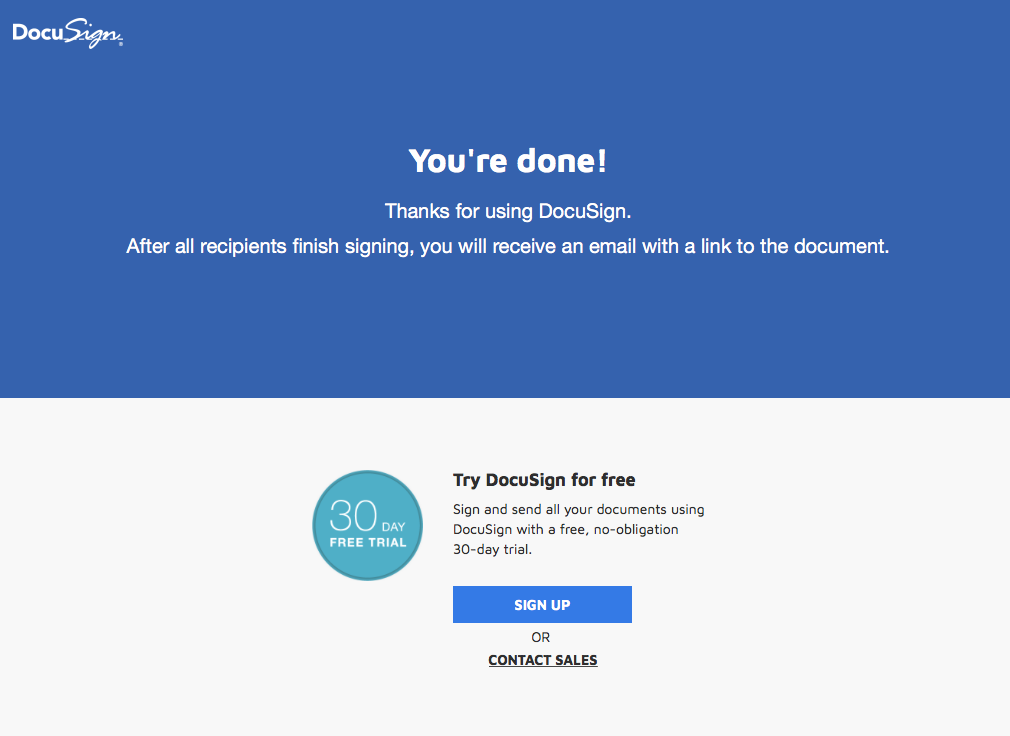 DocuSign®
You're done!
Thanks for using DocuSign.
After all recipients finish signing, you will receive an email with a link to the document.
30 DAY
FREE TRIAL
Try DocuSign for free
Sign and send all your documents using
DocuSign with a free, no-obligation
30-day trial.
SIGN UP
OR
CONTACT SALES